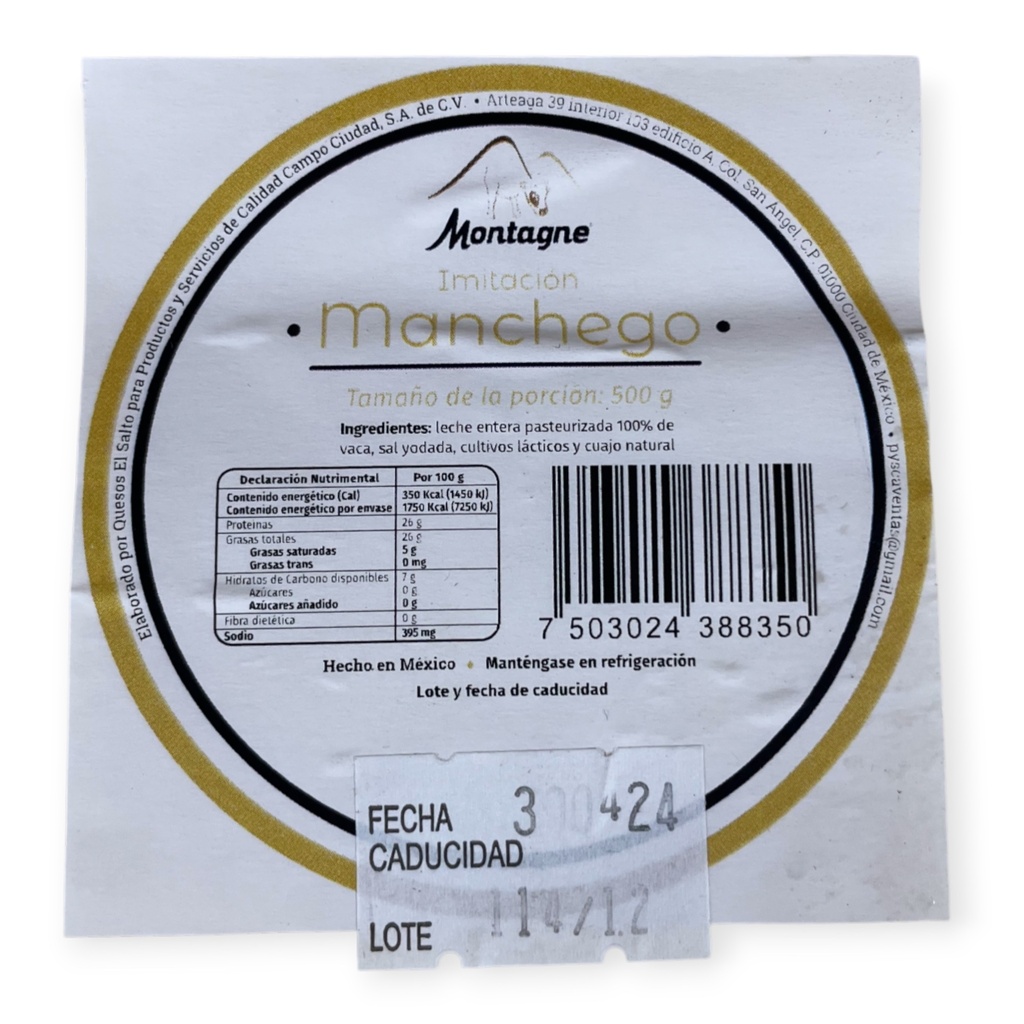 Elaborado por Quesos El Salto para Productos y Servicios de Calidad Campo Ciudad, S.A. de C.V. • Arteaga 39 interior 103 edificio A. Col. San Angel, C.P. 01000 Ciudad de México • pyscaventas@gmail.com
Montagne
Imitación
• Manchego •
Tamaño de la porción: 500 g
Ingredientes: leche entera pasteurizada 100% de
vaca, sal yodada, cultivos lácticos y cuajo natural
Declaración Nutrimental Por 100 g
Contenido energético (Cal) 350 Kcal (1450 kJ)
Contenido energético por envase 1750 Kcal (7250 kJ)
Proteinas 26 g
Grasas totales 26 g
Grasas saturadas 5 g
Grasas trans 0 mg
Hidratos de Carbono disponibles 7 g
Azúcares 0 g
Azúcares añadido 0 g
Fibra dietética 0 g
Sodio 395 mg
7 503024 388350
Hecho en México • Manténgase en refrigeración
Lote y fecha de caducidad
FECHA 300424
CADUCIDAD
LOTE 114/12